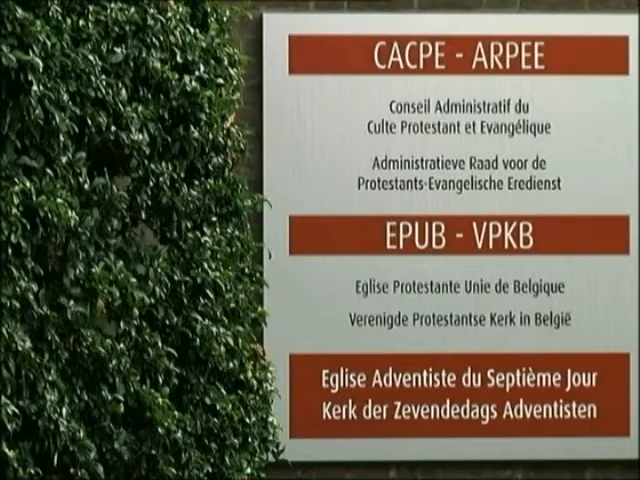 CACPE - ARPEE
Conseil Administratif du
Culte Protestant et Evangélique
Administratieve Raad voor de
Protestants-Evangelische Eredienst
EPUB - VPKB
Eglise Protestante Unie de Belgique
Verenigde Protestantse Kerk in België
Eglise Adventiste du Septième Jour
Kerk der Zevendedags Adventisten